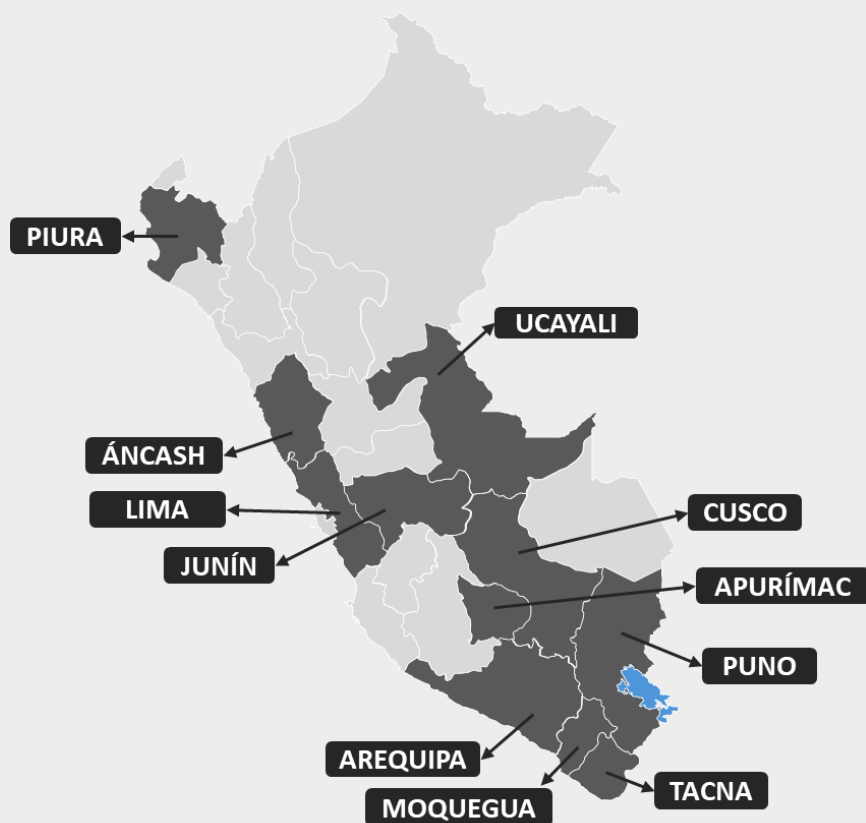 PIURA
UCAYALI
ÁNCASH
LIMA
CUSCO
JUNÍN
APURÍMAC
PUNO
AREQUIPA
MOQUEGUA
TACNA